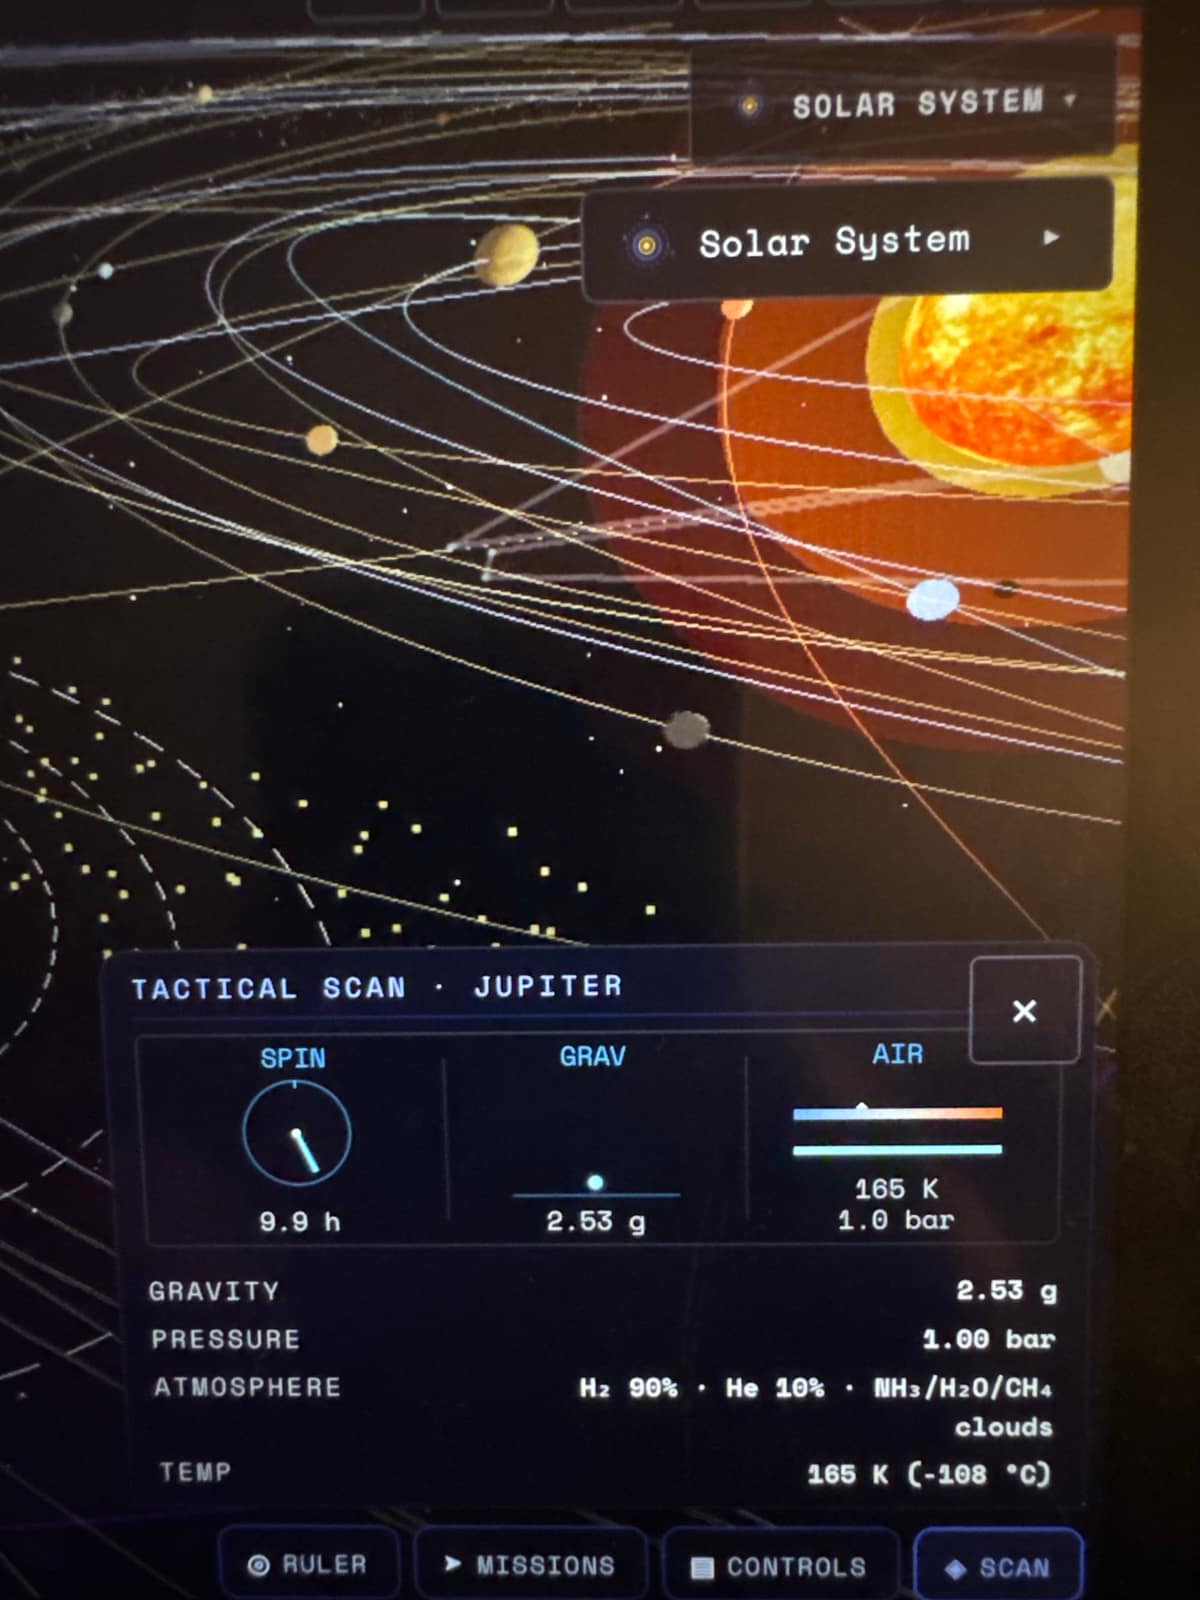 SOLAR SYSTEM ▾
Solar System ▸
TACTICAL SCAN · JUPITER
×
SPIN GRAV AIR
9.9 h 2.53 g 165 K
1.0 bar
GRAVITY 2.53 g
PRESSURE 1.00 bar
ATMOSPHERE H₂ 90% · He 10% · NH₃/H₂O/CH₄
clouds
TEMP 165 K (-108 °C)
RULER MISSIONS CONTROLS SCAN